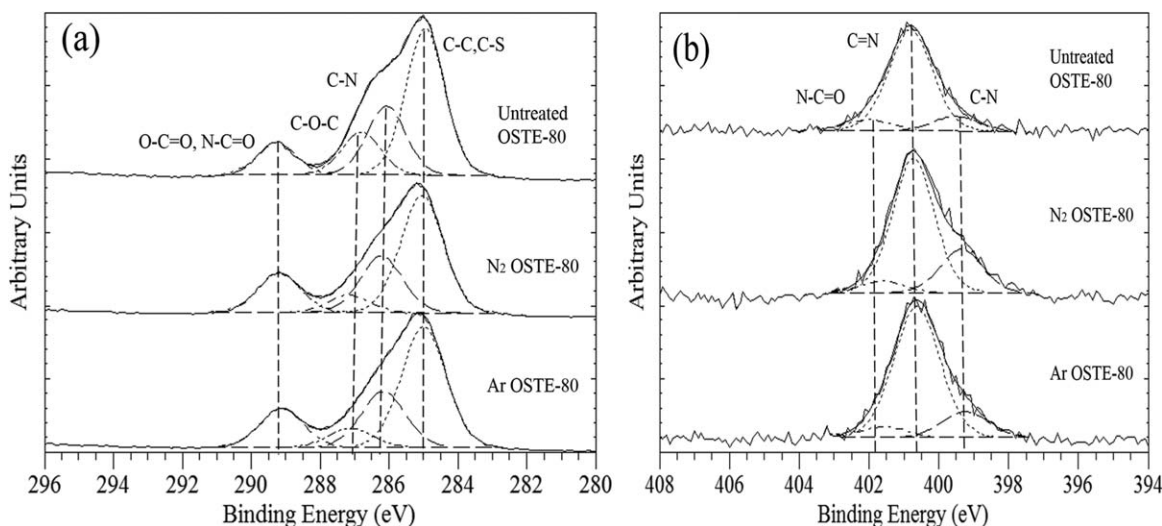 (a)
C-C,C-S
C-N
Untreated
OSTE-80
C-O-C
O-C=O, N-C=O
N2 OSTE-80
Ar OSTE-80
Arbitrary Units
296 294 292 290 288 286 284 282 280
Binding Energy (eV)
(b)
C=N
Untreated
OSTE-80
N-C=O
C-N
N2 OSTE-80
Ar OSTE-80
Arbitrary Units
408 406 404 402 400 398 396 394
Binding Energy (eV)